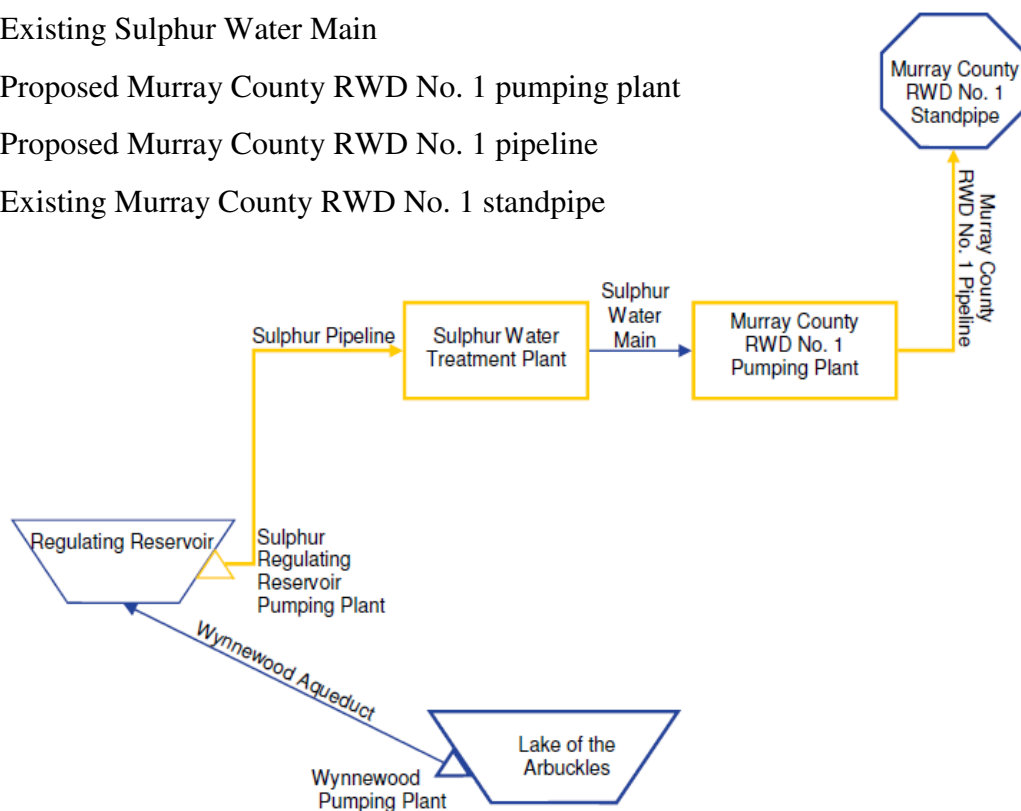 Existing Sulphur Water Main
Proposed Murray County RWD No. 1 pumping plant
Proposed Murray County RWD No. 1 pipeline
Existing Murray County RWD No. 1 standpipe
Murray County
RWD No. 1
Standpipe
Murray County
RWD No. 1 Pipeline
Sulphur Pipeline
Sulphur Water
Treatment Plant
Sulphur
Water
Main
Murray County
RWD No. 1
Pumping Plant
Regulating Reservoir
Sulphur
Regulating
Reservoir
Pumping Plant
Wynnewood Aqueduct
Lake of the
Arbuckles
Wynnewood
Pumping Plant